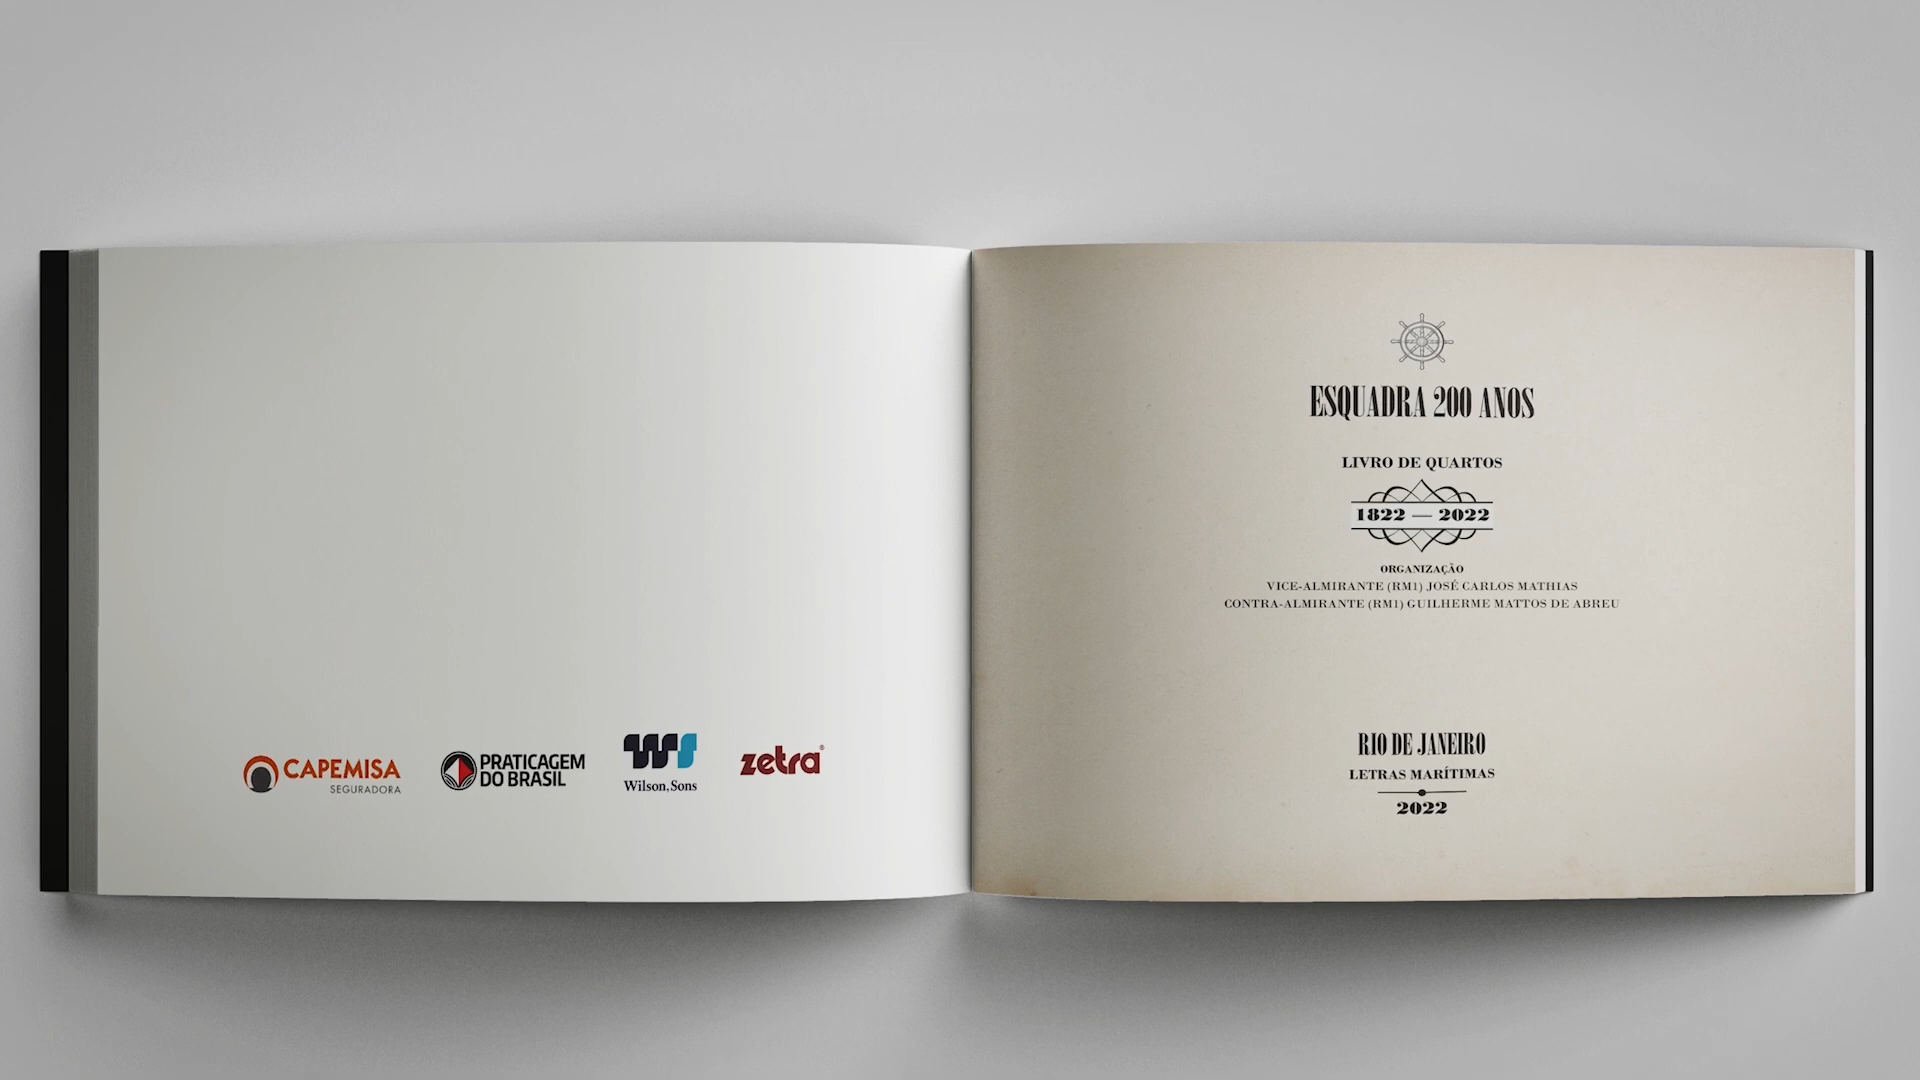 CAPEMISA
SEGURADORA
PRATICAGEM
DO BRASIL
Wilson, Sons
zetra®
ESQUADRA 200 ANOS
LIVRO DE QUARTOS
1822 — 2022
ORGANIZAÇÃO
VICE-ALMIRANTE (RM1) JOSÉ CARLOS MATHIAS
CONTRA-ALMIRANTE (RM1) GUILHERME MATTOS DE ABREU
RIO DE JANEIRO
LETRAS MARÍTIMAS
2022